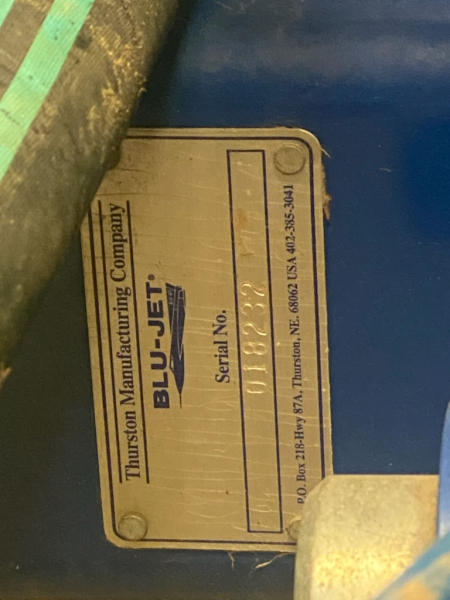 Thurston Manufacturing Company
BLU-JET®
Serial No.
018232
P.O. Box 218-Hwy 87A, Thurston, NE. 68062 USA 402-385-3041